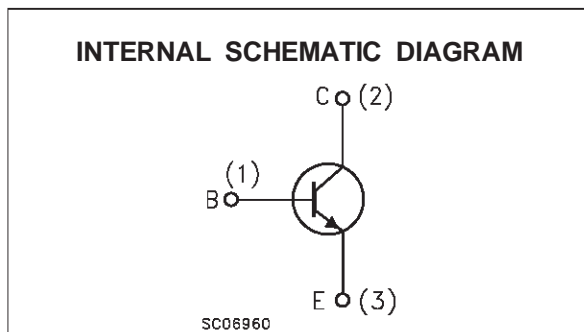 INTERNAL SCHEMATIC DIAGRAM
C (2)
(1)
B
E (3)
SC06960